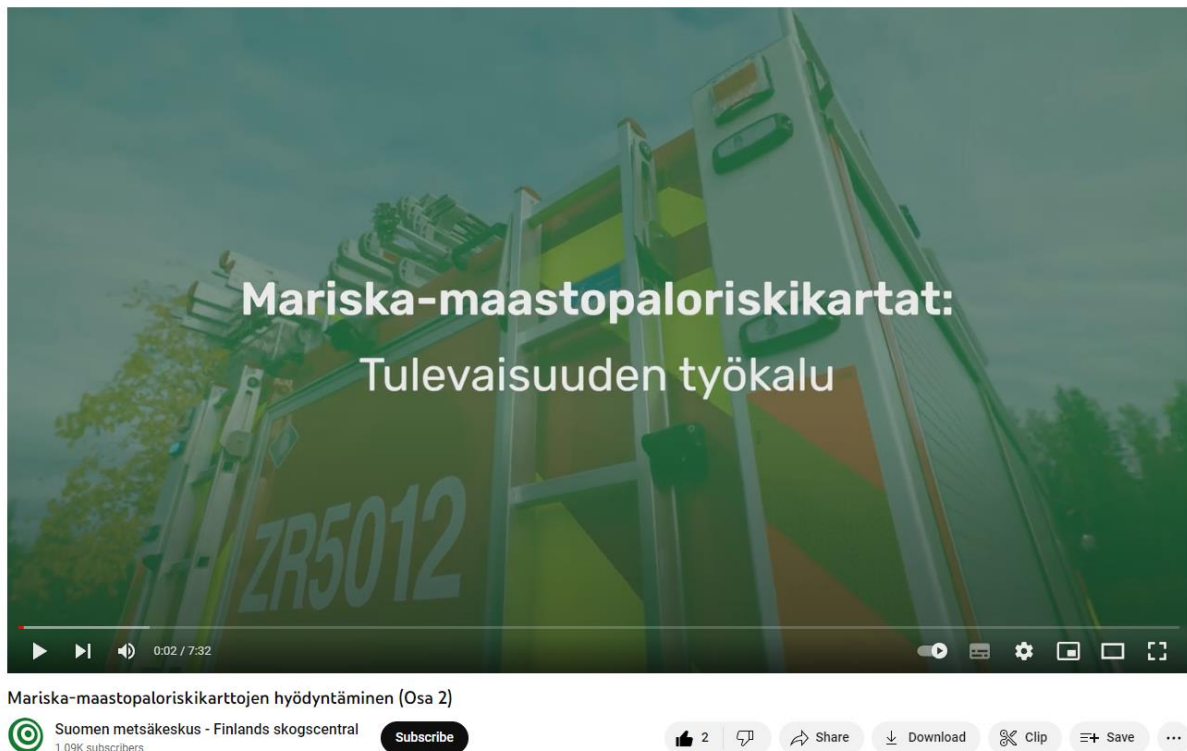 Mariska-maastopaloriskikartat:
Tulevaisuuden työkalu
ZR5012
0:02 / 7:32
Mariska-maastopaloriskikarttojen hyödyntäminen (Osa 2)
Suomen metsäkeskus - Finlands skogscentral
1.09K subscribers
Subscribe
2
Share
Download
Clip
Save